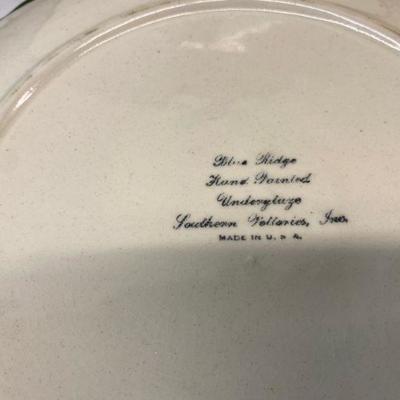 Blue Ridge
Hand Painted
Underglaze
Southern Potteries, Inc.
MADE IN U. S. A.